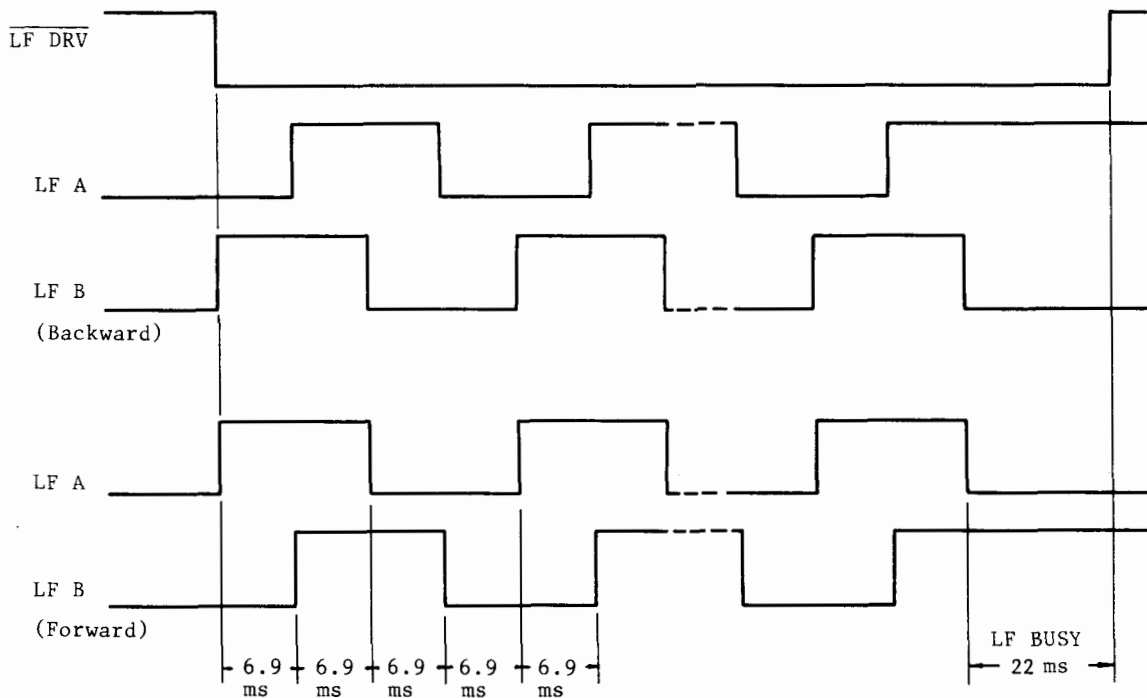 LF DRV
LF A
LF B
(Backward)
LF A
LF B
(Forward)
6.9 6.9 6.9 6.9 6.9
ms ms ms ms ms
LF BUSY
22 ms